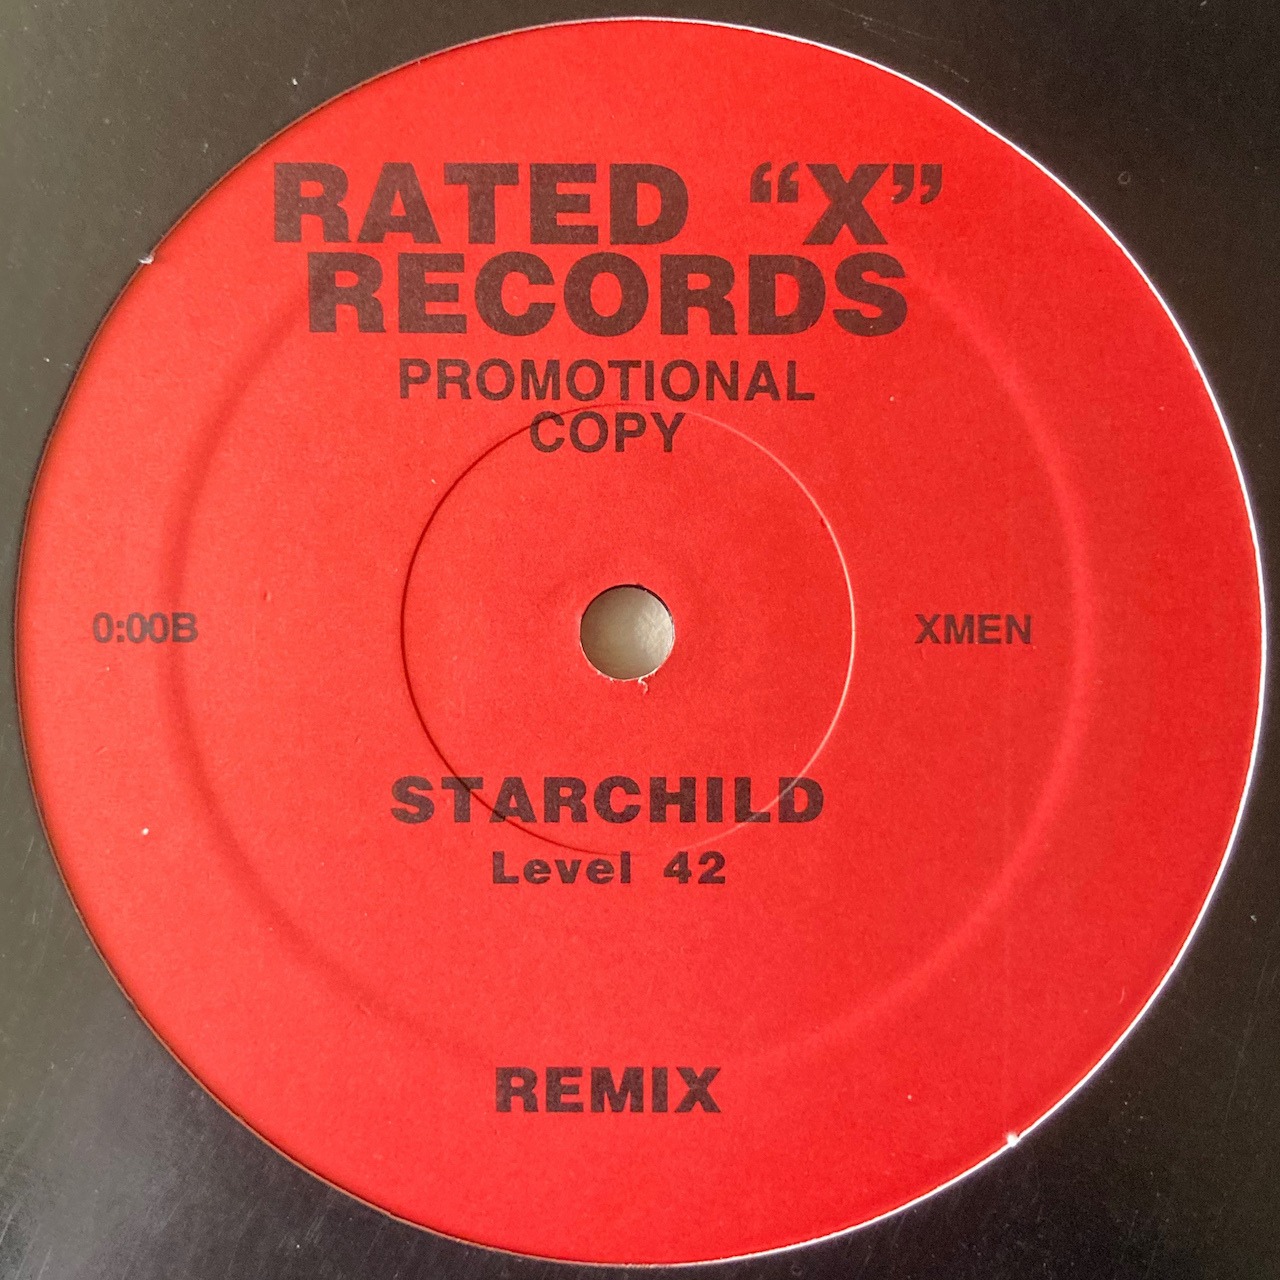 RATED “X”
RECORDS
PROMOTIONAL
COPY
0:00B
XMEN
STARCHILD
Level 42
REMIX